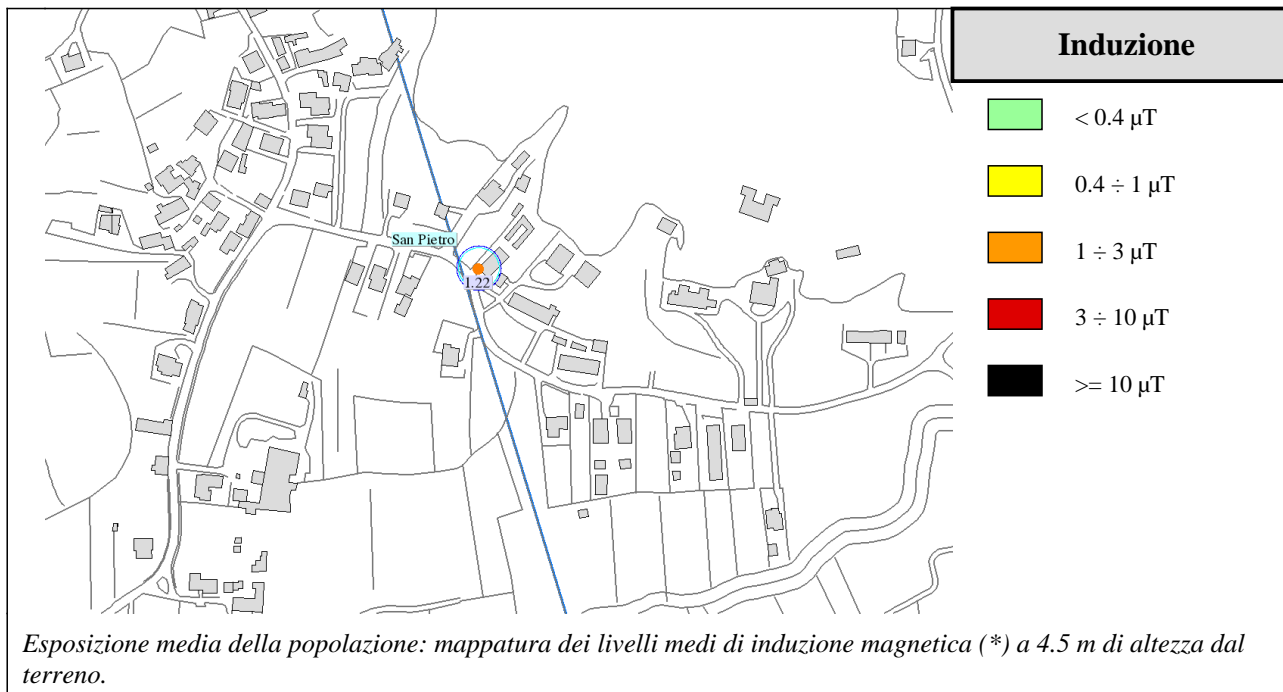 Induzione
< 0.4 µT
0.4 ÷ 1 µT
1 ÷ 3 µT
3 ÷ 10 µT
>= 10 µT
San Pietro
1.22
Esposizione media della popolazione: mappatura dei livelli medi di induzione magnetica (*) a 4.5 m di altezza dal
terreno.